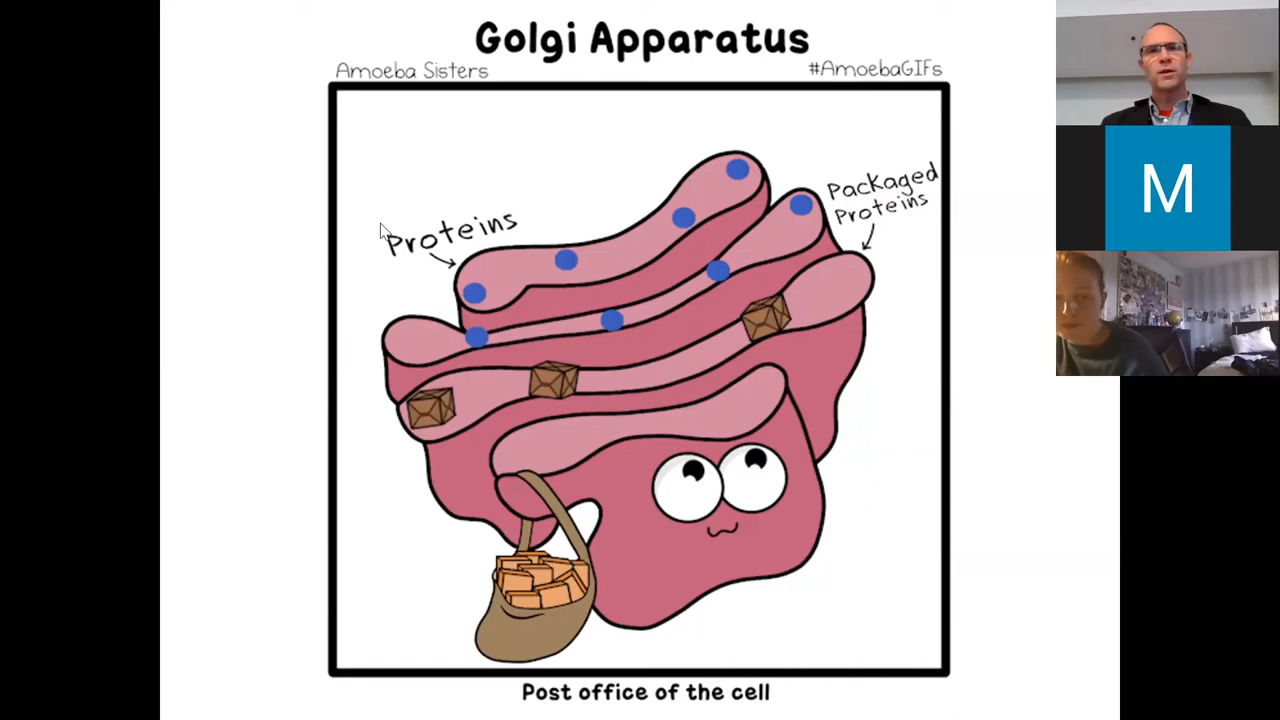 Golgi Apparatus
Amoeba Sisters
#AmoebaGIFs
Proteins
Packaged
Proteins
M
Post office of the cell